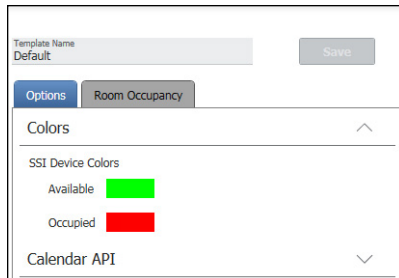 Template Name
Default
Save
Options
Room Occupancy
Colors
SSI Device Colors
Available
Occupied
Calendar API